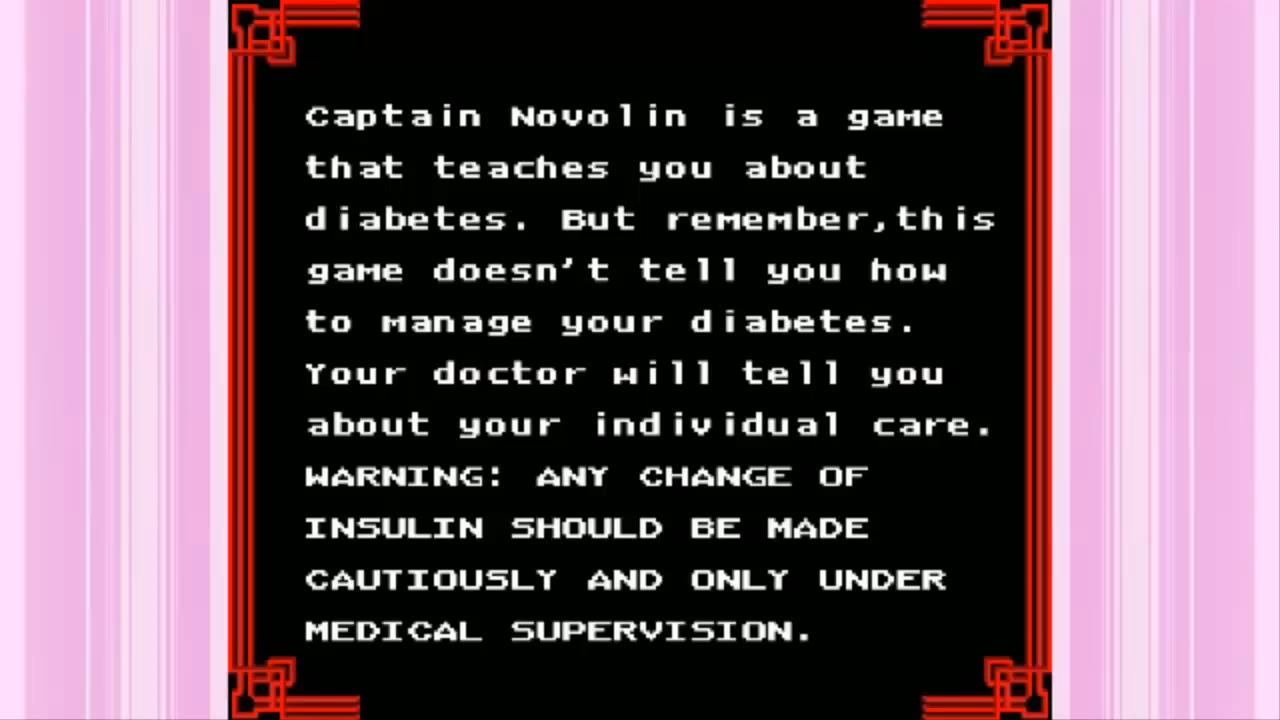 Captain Novolin is a game
that teaches you about
diabetes. But remember,this
game doesn't tell you how
to manage your diabetes.
Your doctor will tell you
about your individual care.
WARNING: ANY CHANGE OF
INSULIN SHOULD BE MADE
CAUTIOUSLY AND ONLY UNDER
MEDICAL SUPERVISION.